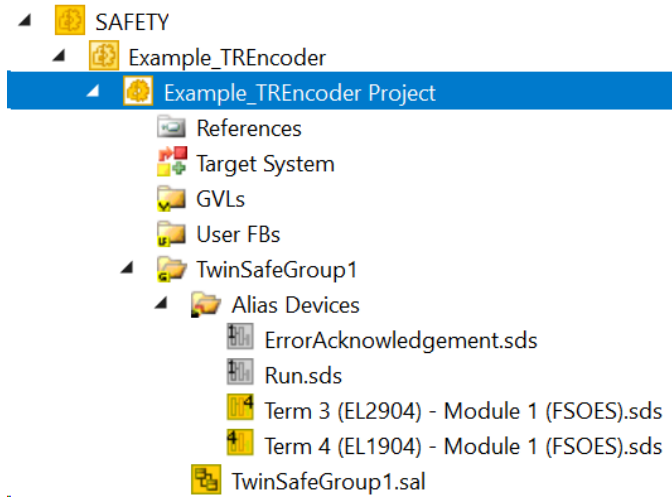 SAFETY
Example_TREncoder
Example_TREncoder Project
References
Target System
GVLs
User FBs
TwinSafeGroup1
Alias Devices
ErrorAcknowledgement.sds
Run.sds
Term 3 (EL2904) - Module 1 (FSOES).sds
Term 4 (EL1904) - Module 1 (FSOES).sds
TwinSafeGroup1.sal